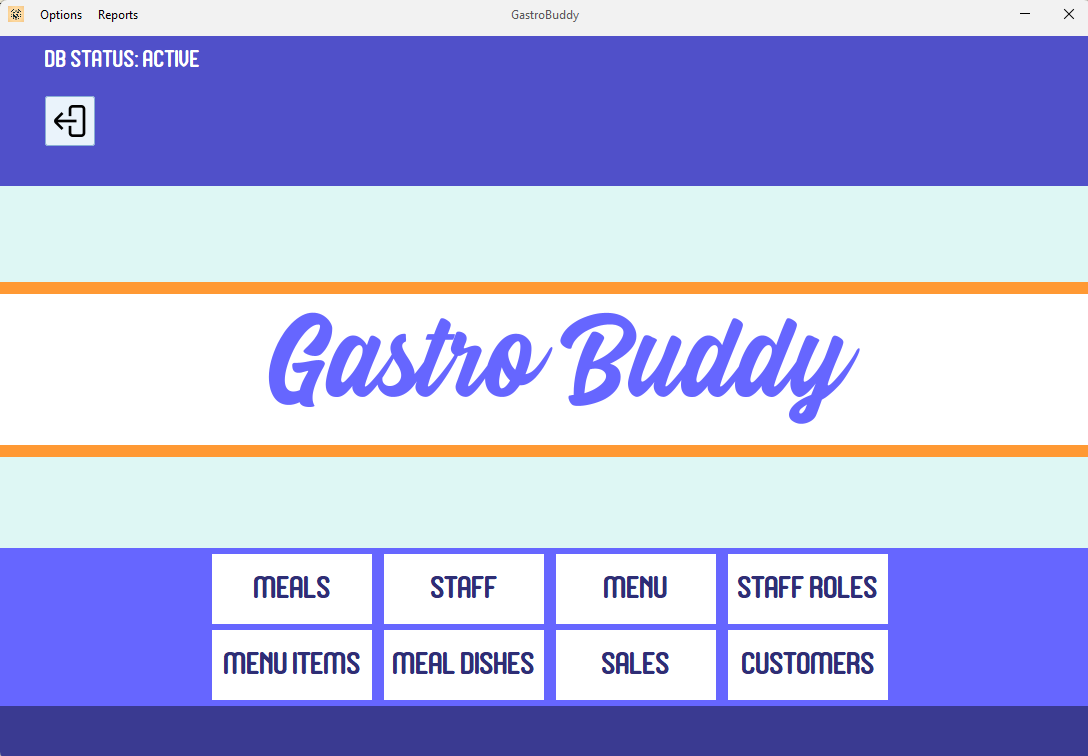 Options Reports GastroBuddy
DB STATUS: ACTIVE
Gastro Buddy
MEALS STAFF MENU STAFF ROLES
MENU ITEMS MEAL DISHES SALES CUSTOMERS